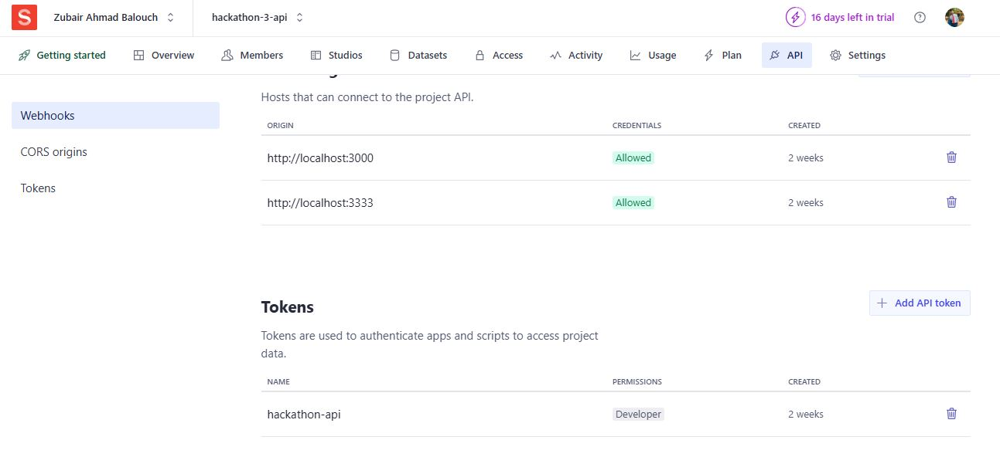 S
Zubair Ahmad Balouch
hackathon-3-api
16 days left in trial
?
Getting started
Overview
Members
Studios
Datasets
Access
Activity
Usage
Plan
API
Settings
Webhooks
CORS origins
Tokens
Hosts that can connect to the project API.
ORIGIN CREDENTIALS CREATED
http://localhost:3000 Allowed 2 weeks
http://localhost:3333 Allowed 2 weeks
Tokens
+ Add API token
Tokens are used to authenticate apps and scripts to access project
data.
NAME PERMISSIONS CREATED
hackathon-api Developer 2 weeks